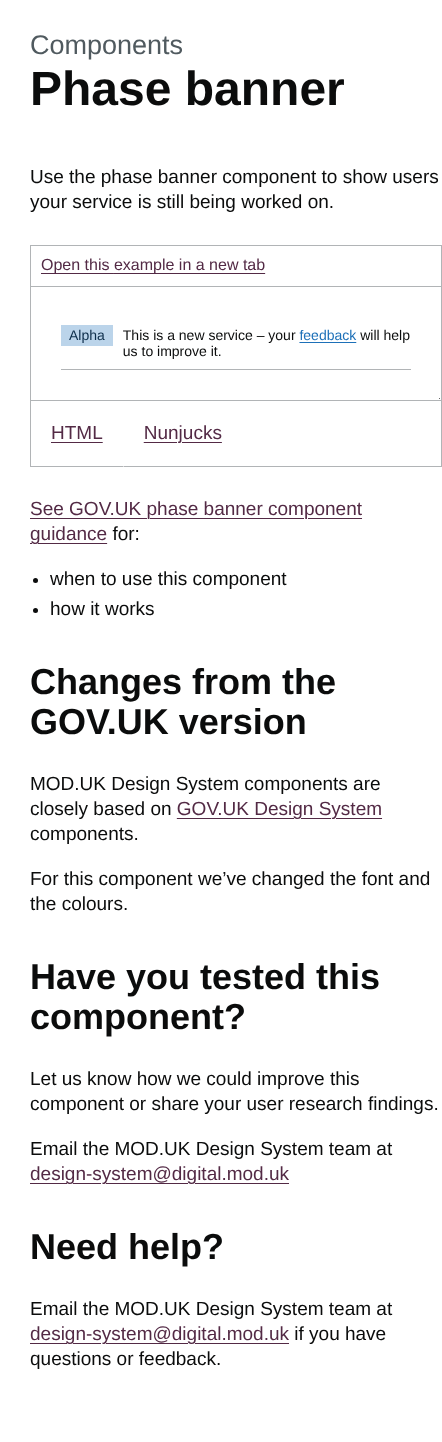 Components
Phase banner
Use the phase banner component to show users
your service is still being worked on.
Open this example in a new tab
Alpha This is a new service – your feedback will help
us to improve it.
HTML Nunjucks
See GOV.UK phase banner component
guidance for:
• when to use this component
• how it works
Changes from the
GOV.UK version
MOD.UK Design System components are
closely based on GOV.UK Design System
components.
For this component we’ve changed the font and
the colours.
Have you tested this
component?
Let us know how we could improve this
component or share your user research findings.
Email the MOD.UK Design System team at
design-system@digital.mod.uk
Need help?
Email the MOD.UK Design System team at
design-system@digital.mod.uk if you have
questions or feedback.